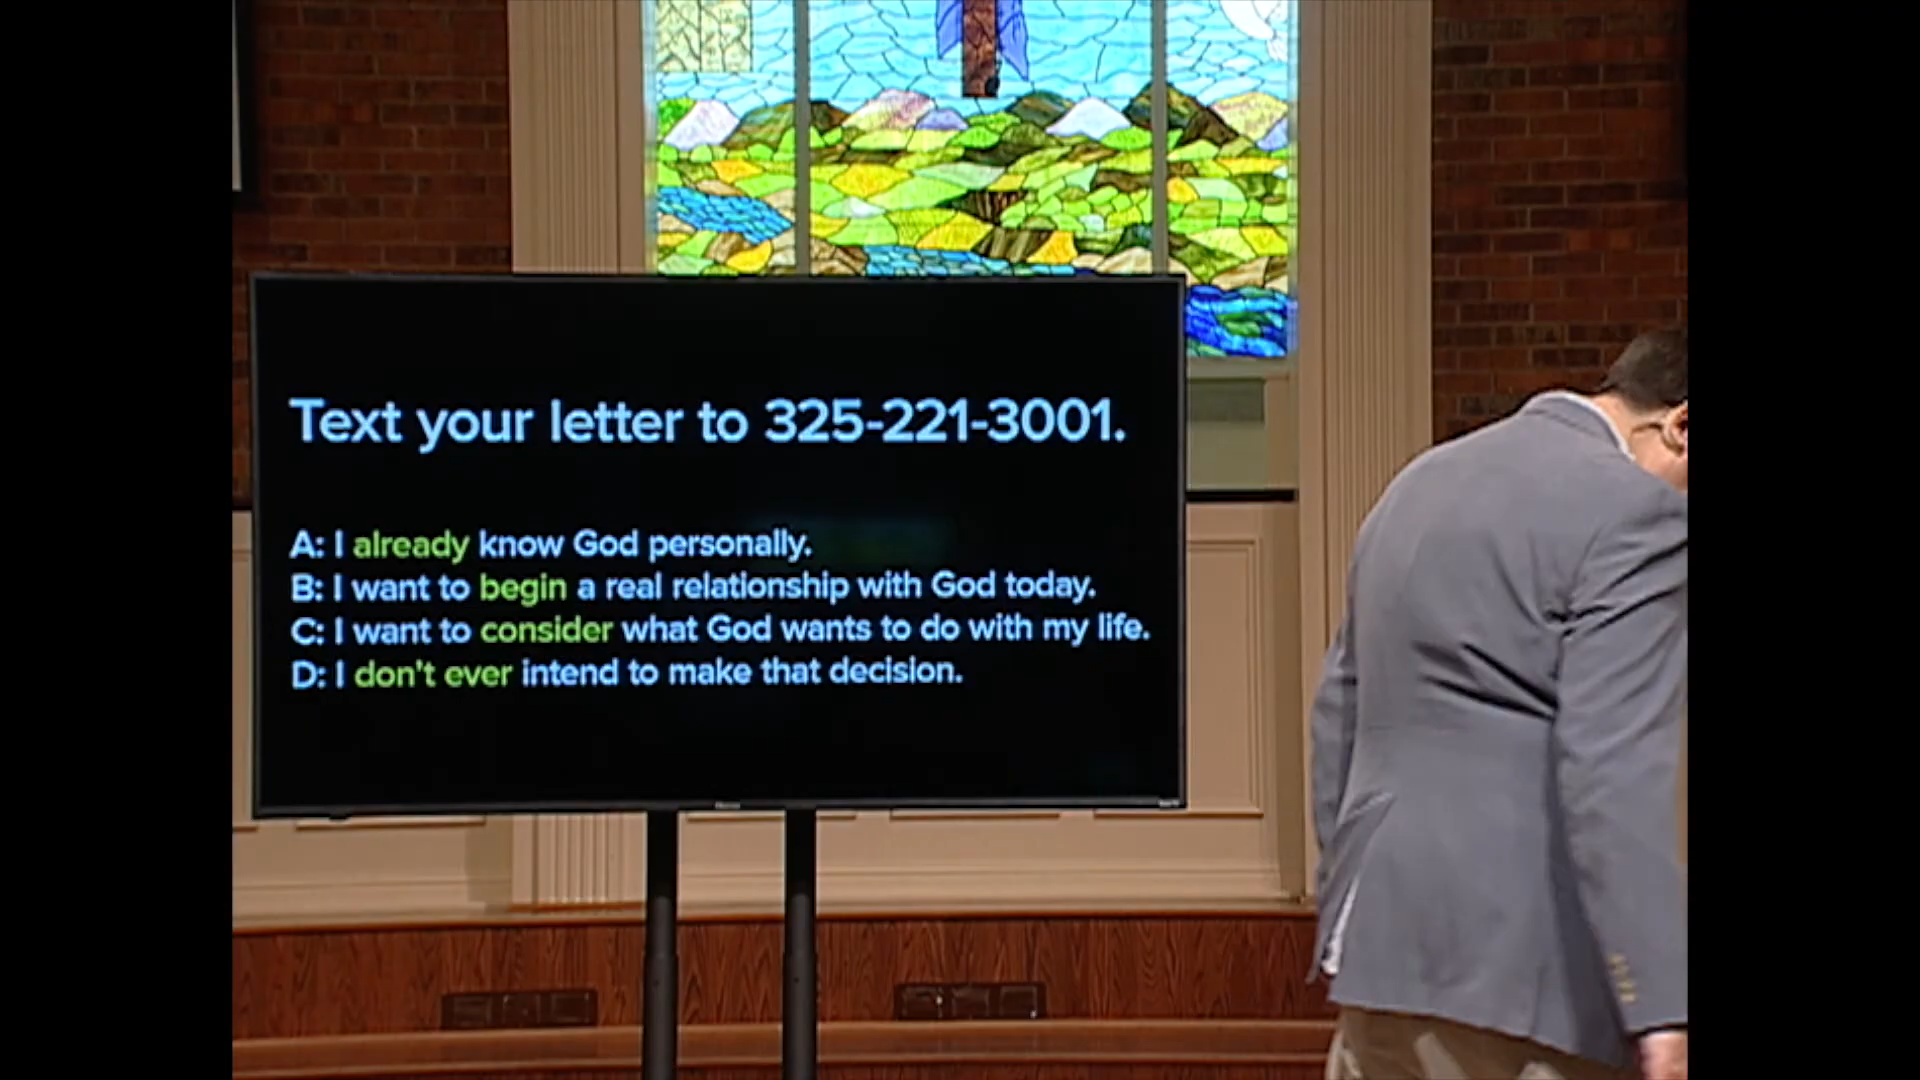 Text your letter to 325-221-3001.
A: I already know God personally.
B: I want to begin a real relationship with God today.
C: I want to consider what God wants to do with my life.
D: I don't ever intend to make that decision.